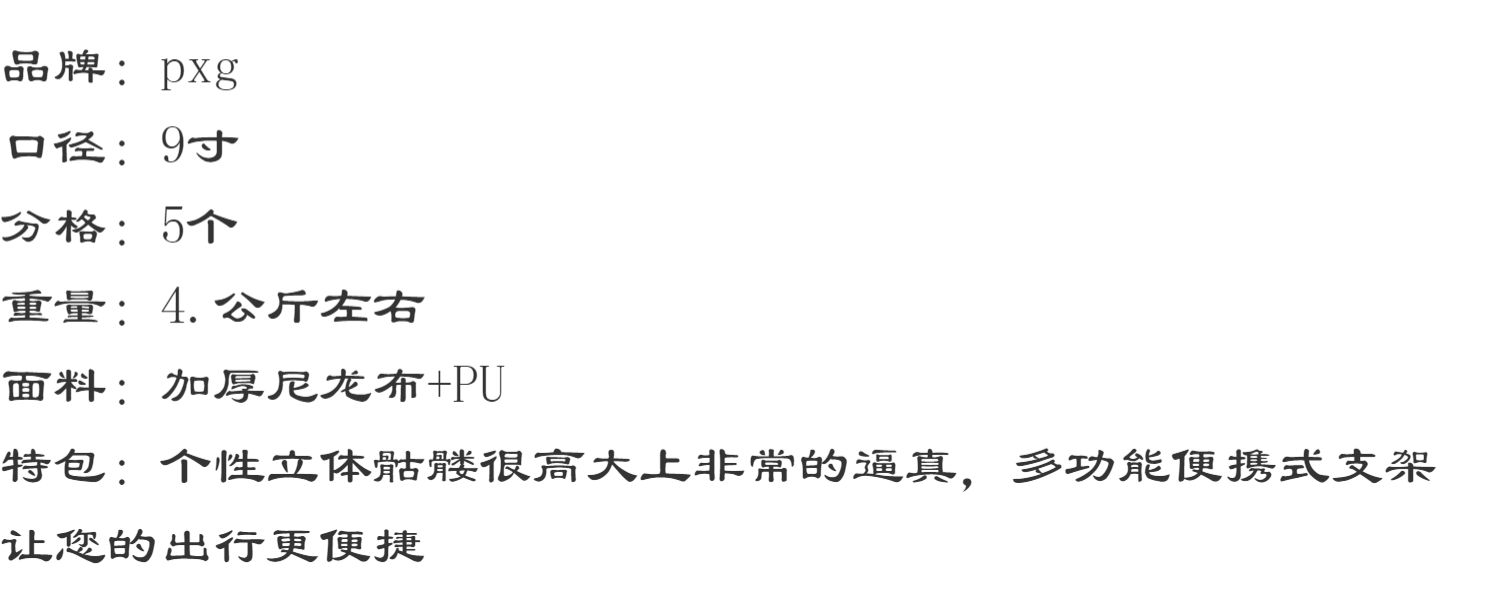 品牌：pxg
口径：9寸
分格：5个
重量：4.公斤左右
面料：加厚尼龙布+PU
特包：个性立体骷髅很高大上非常的逼真，多功能便携式支架
让您的出行更便捷